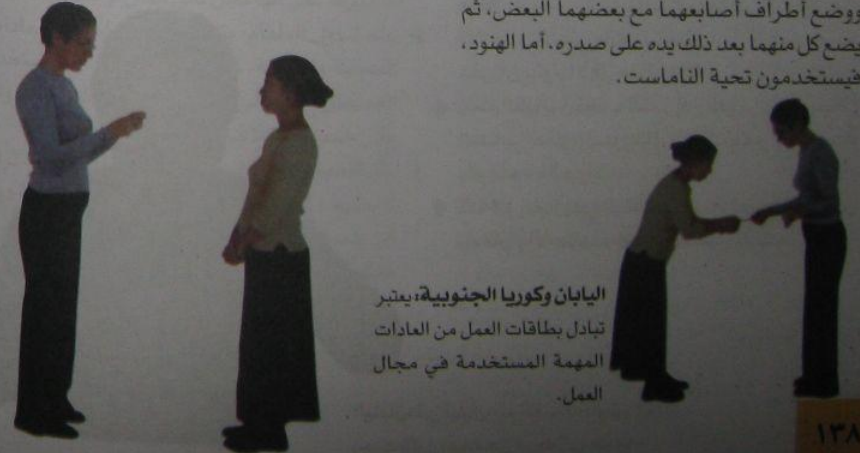 ووضع أطراف أصابعهما مع بعضهما البعض، ثم
يضع كل منهما بعد ذلك يده على صدره. أما الهنود،
فيستخدمون تحية الناماست.
اليابان وكوريا الجنوبية: يعتبر
تبادل بطاقات العمل من العادات
المهمة المستخدمة في مجال
العمل.
١٣٨